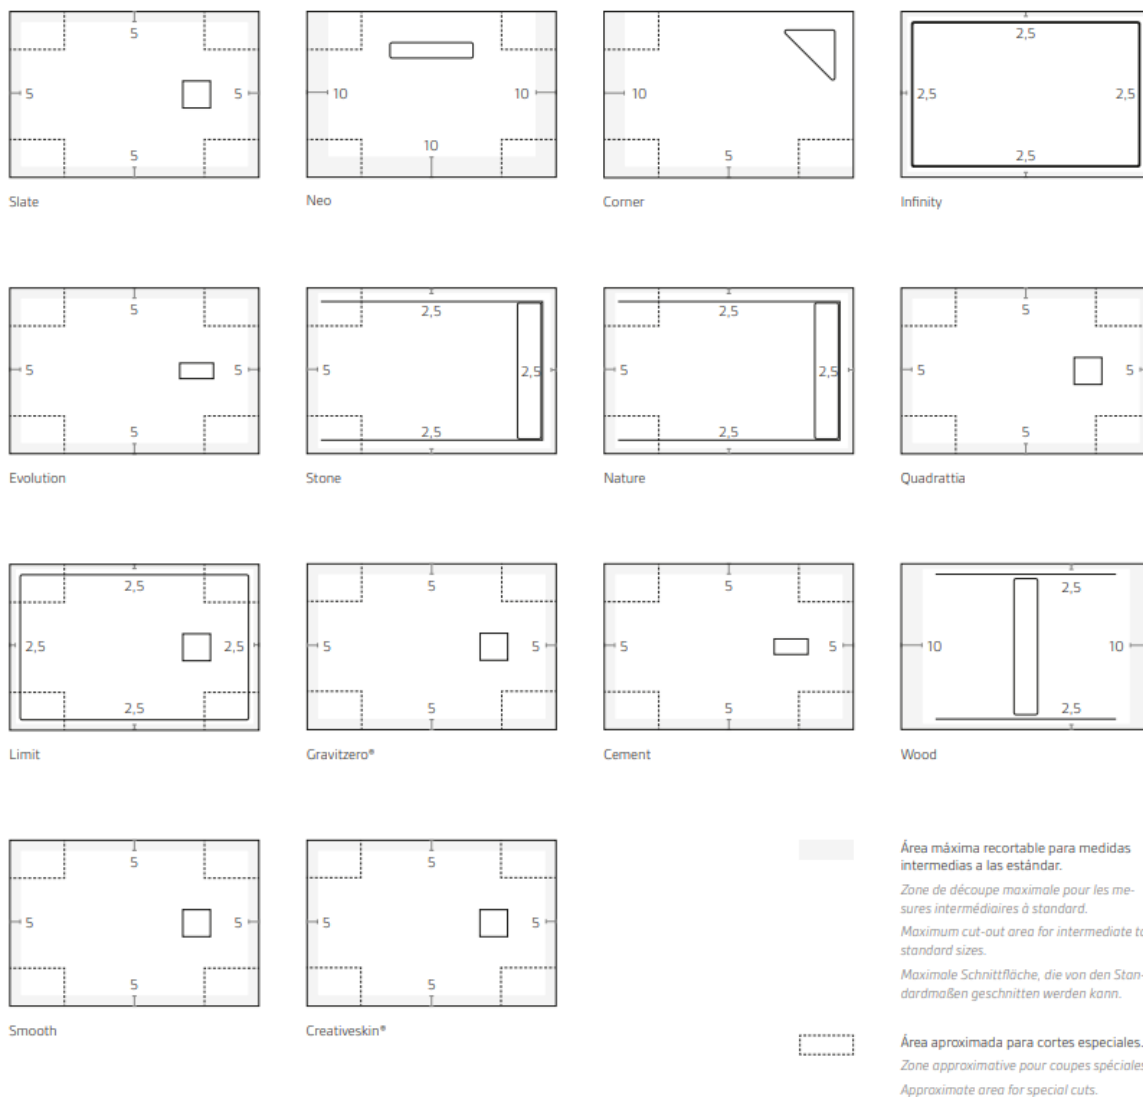 5
5
5
5
Slate
10
10
10
Neo
10
5
Corner
2,5
2,5
2,5
2,5
Infinity
5
5
5
5
Evolution
2,5
5
2,5
2,5
Stone
2,5
5
2,5
2,5
Nature
5
5
5
5
Quadrattia
2,5
2,5
2,5
2,5
Limit
5
5
5
5
Gravitzero®
5
5
5
5
Cement
2,5
10
10
2,5
Wood
5
5
5
5
Smooth
5
5
5
5
Creativeskin®
Área máxima recortable para medidas
intermedias a las estándar.
Zone de découpe maximale pour les me-
sures intermédiaires à standard.
Maximum cut-out area for intermediate to
standard sizes.
Maximale Schnittfläche, die von den Stan-
dardmaßen geschnitten werden kann.
Área aproximada para cortes especiales.
Zone approximative pour coupes spéciales
Approximate area for special cuts.